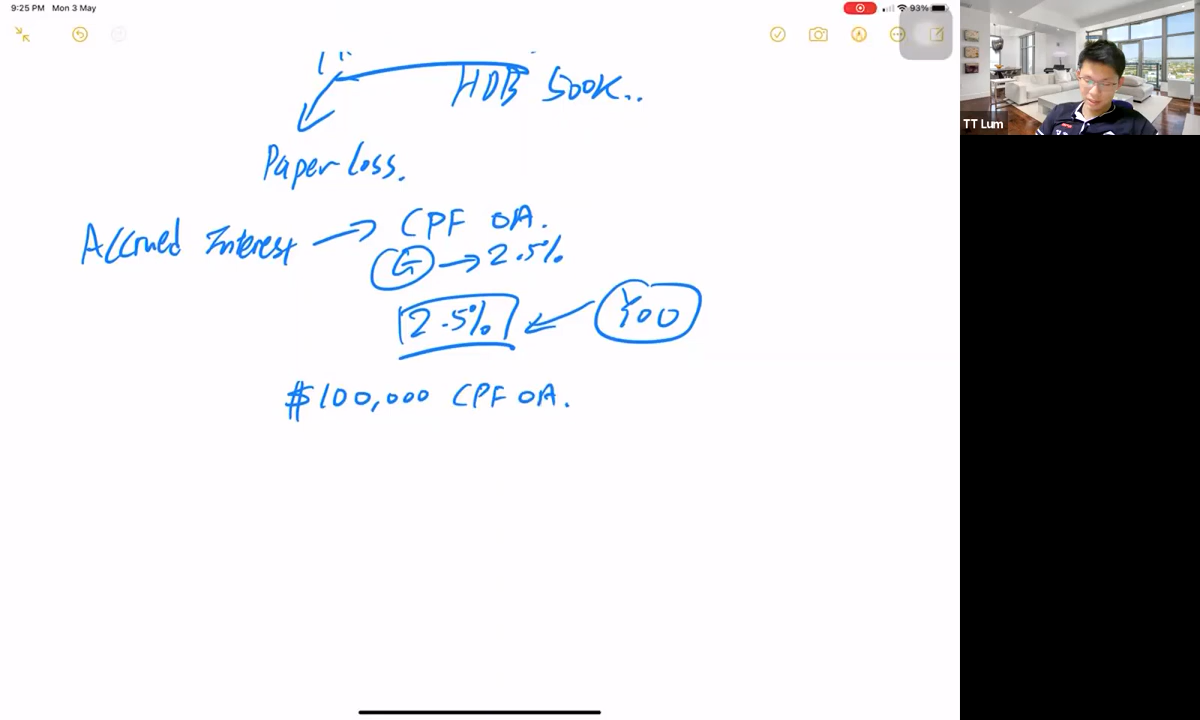 9:25 PM Mon 3 May
93%
HDB 500K..
Paper loss.
Accrued Interest → CPF OA.
G → 2.5%
2.5% ← You
$100,000 CPF OA.
TT Lum